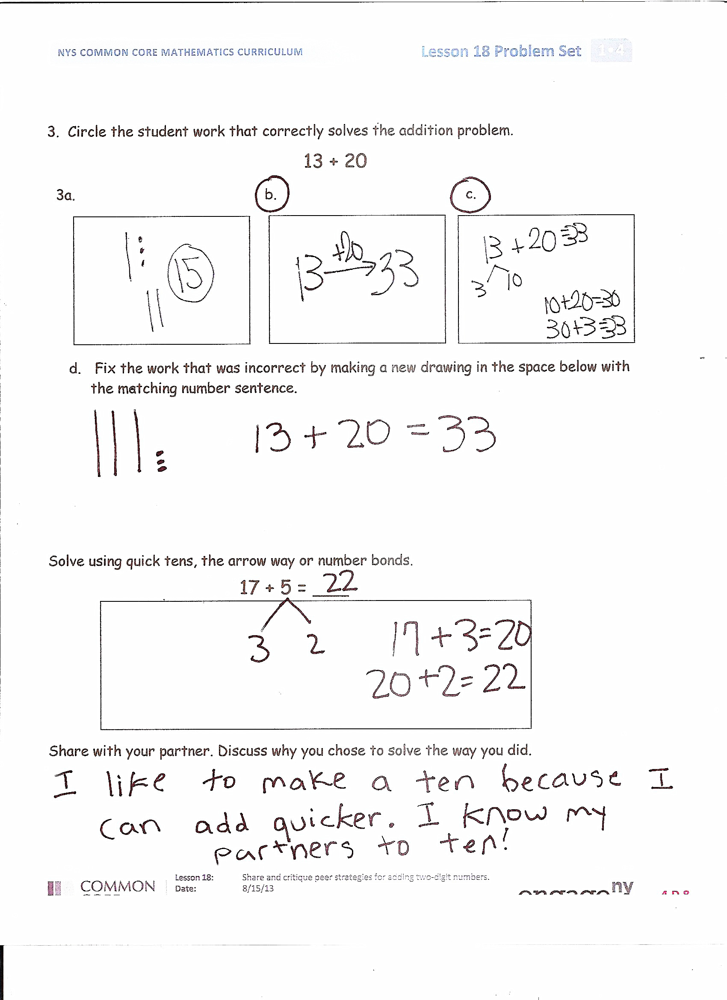 NYS COMMON CORE MATHEMATICS CURRICULUM Lesson 18 Problem Set 1•4
3. Circle the student work that correctly solves the addition problem.
13 + 20
3a. b. c.
15
+20
13 → 33
13 + 20 = 33
3 10
10+20=30
30+3=33
d. Fix the work that was incorrect by making a new drawing in the space below with
the matching number sentence.
13 + 20 = 33
Solve using quick tens, the arrow way or number bonds.
17 + 5 = 22
3 2
17 + 3 = 20
20 + 2 = 22
Share with your partner. Discuss why you chose to solve the way you did.
I like to make a ten because I
can add quicker. I know my
partners to ten!
COMMON
Lesson 18: Share and critique peer strategies for adding two-digit numbers.
Date: 8/15/13
ny